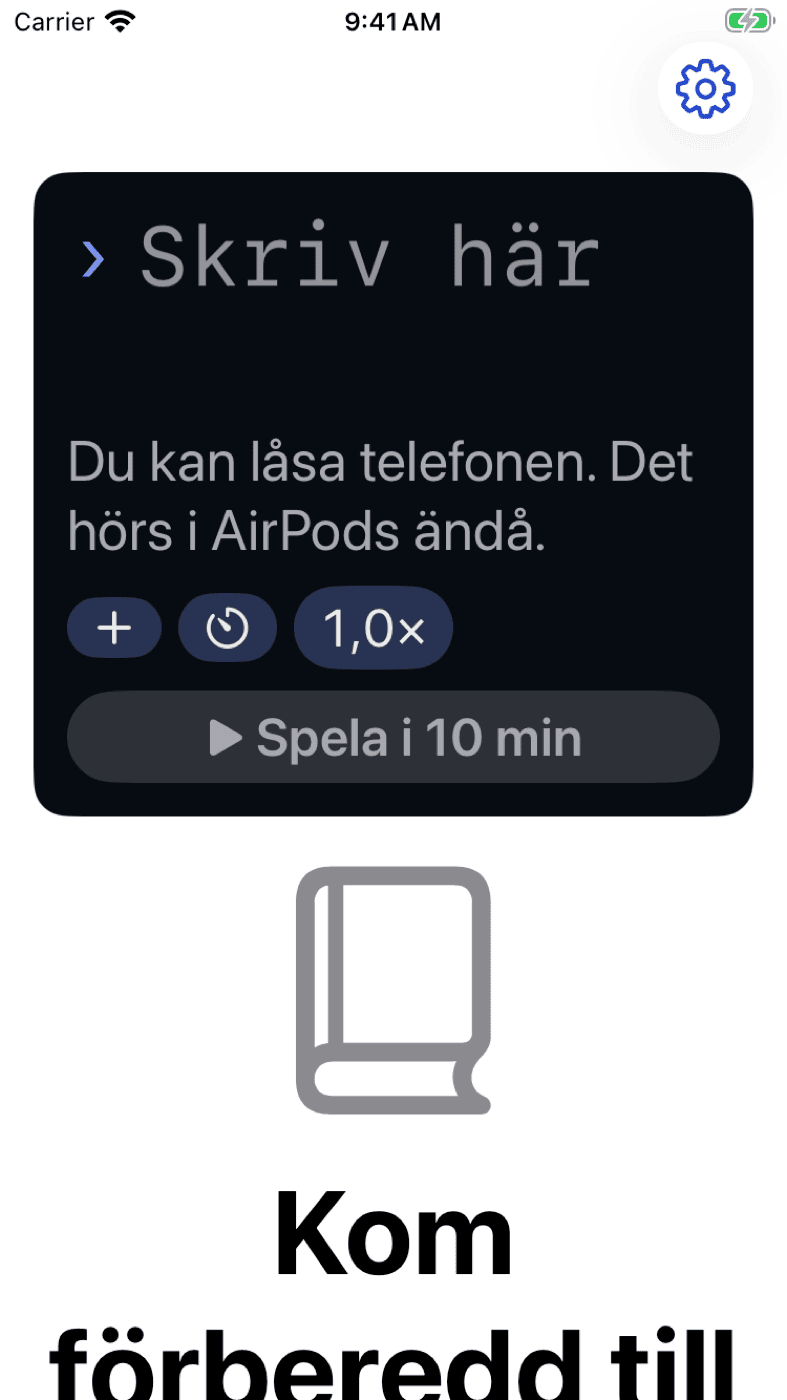 Carrier 9:41 AM
› Skriv här
Du kan låsa telefonen. Det
hörs i AirPods ändå.
+ 1,0×
▶ Spela i 10 min
Kom
förberedd till